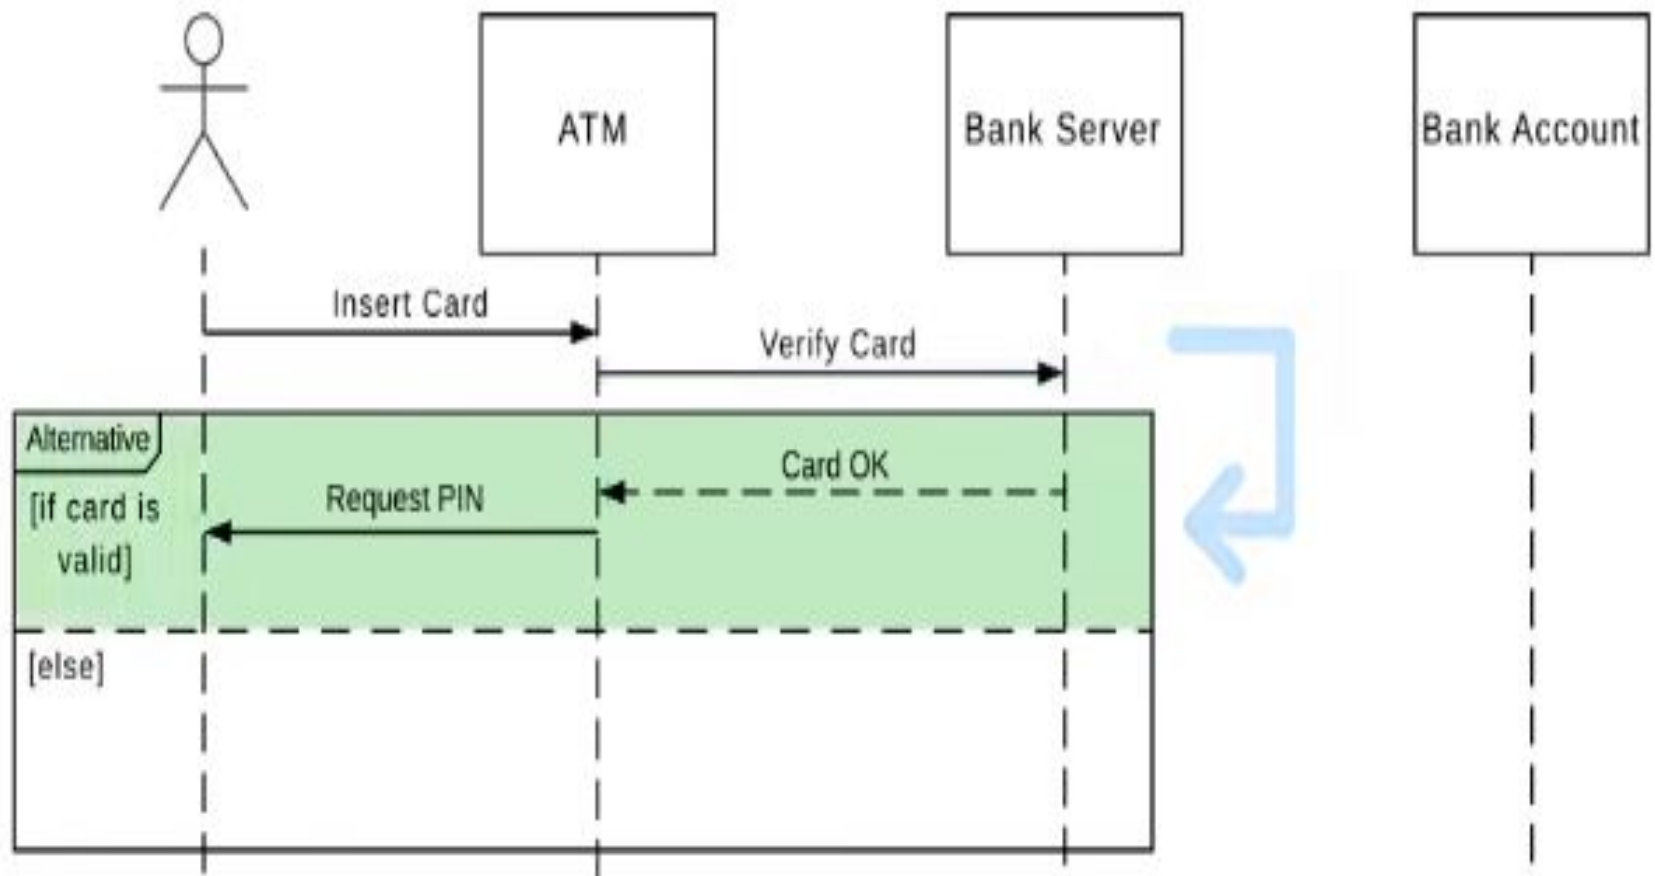 ATM
Bank Server
Bank Account
Insert Card
Verify Card
Alternative
Card OK
Request PIN
[if card is
valid]
[else]